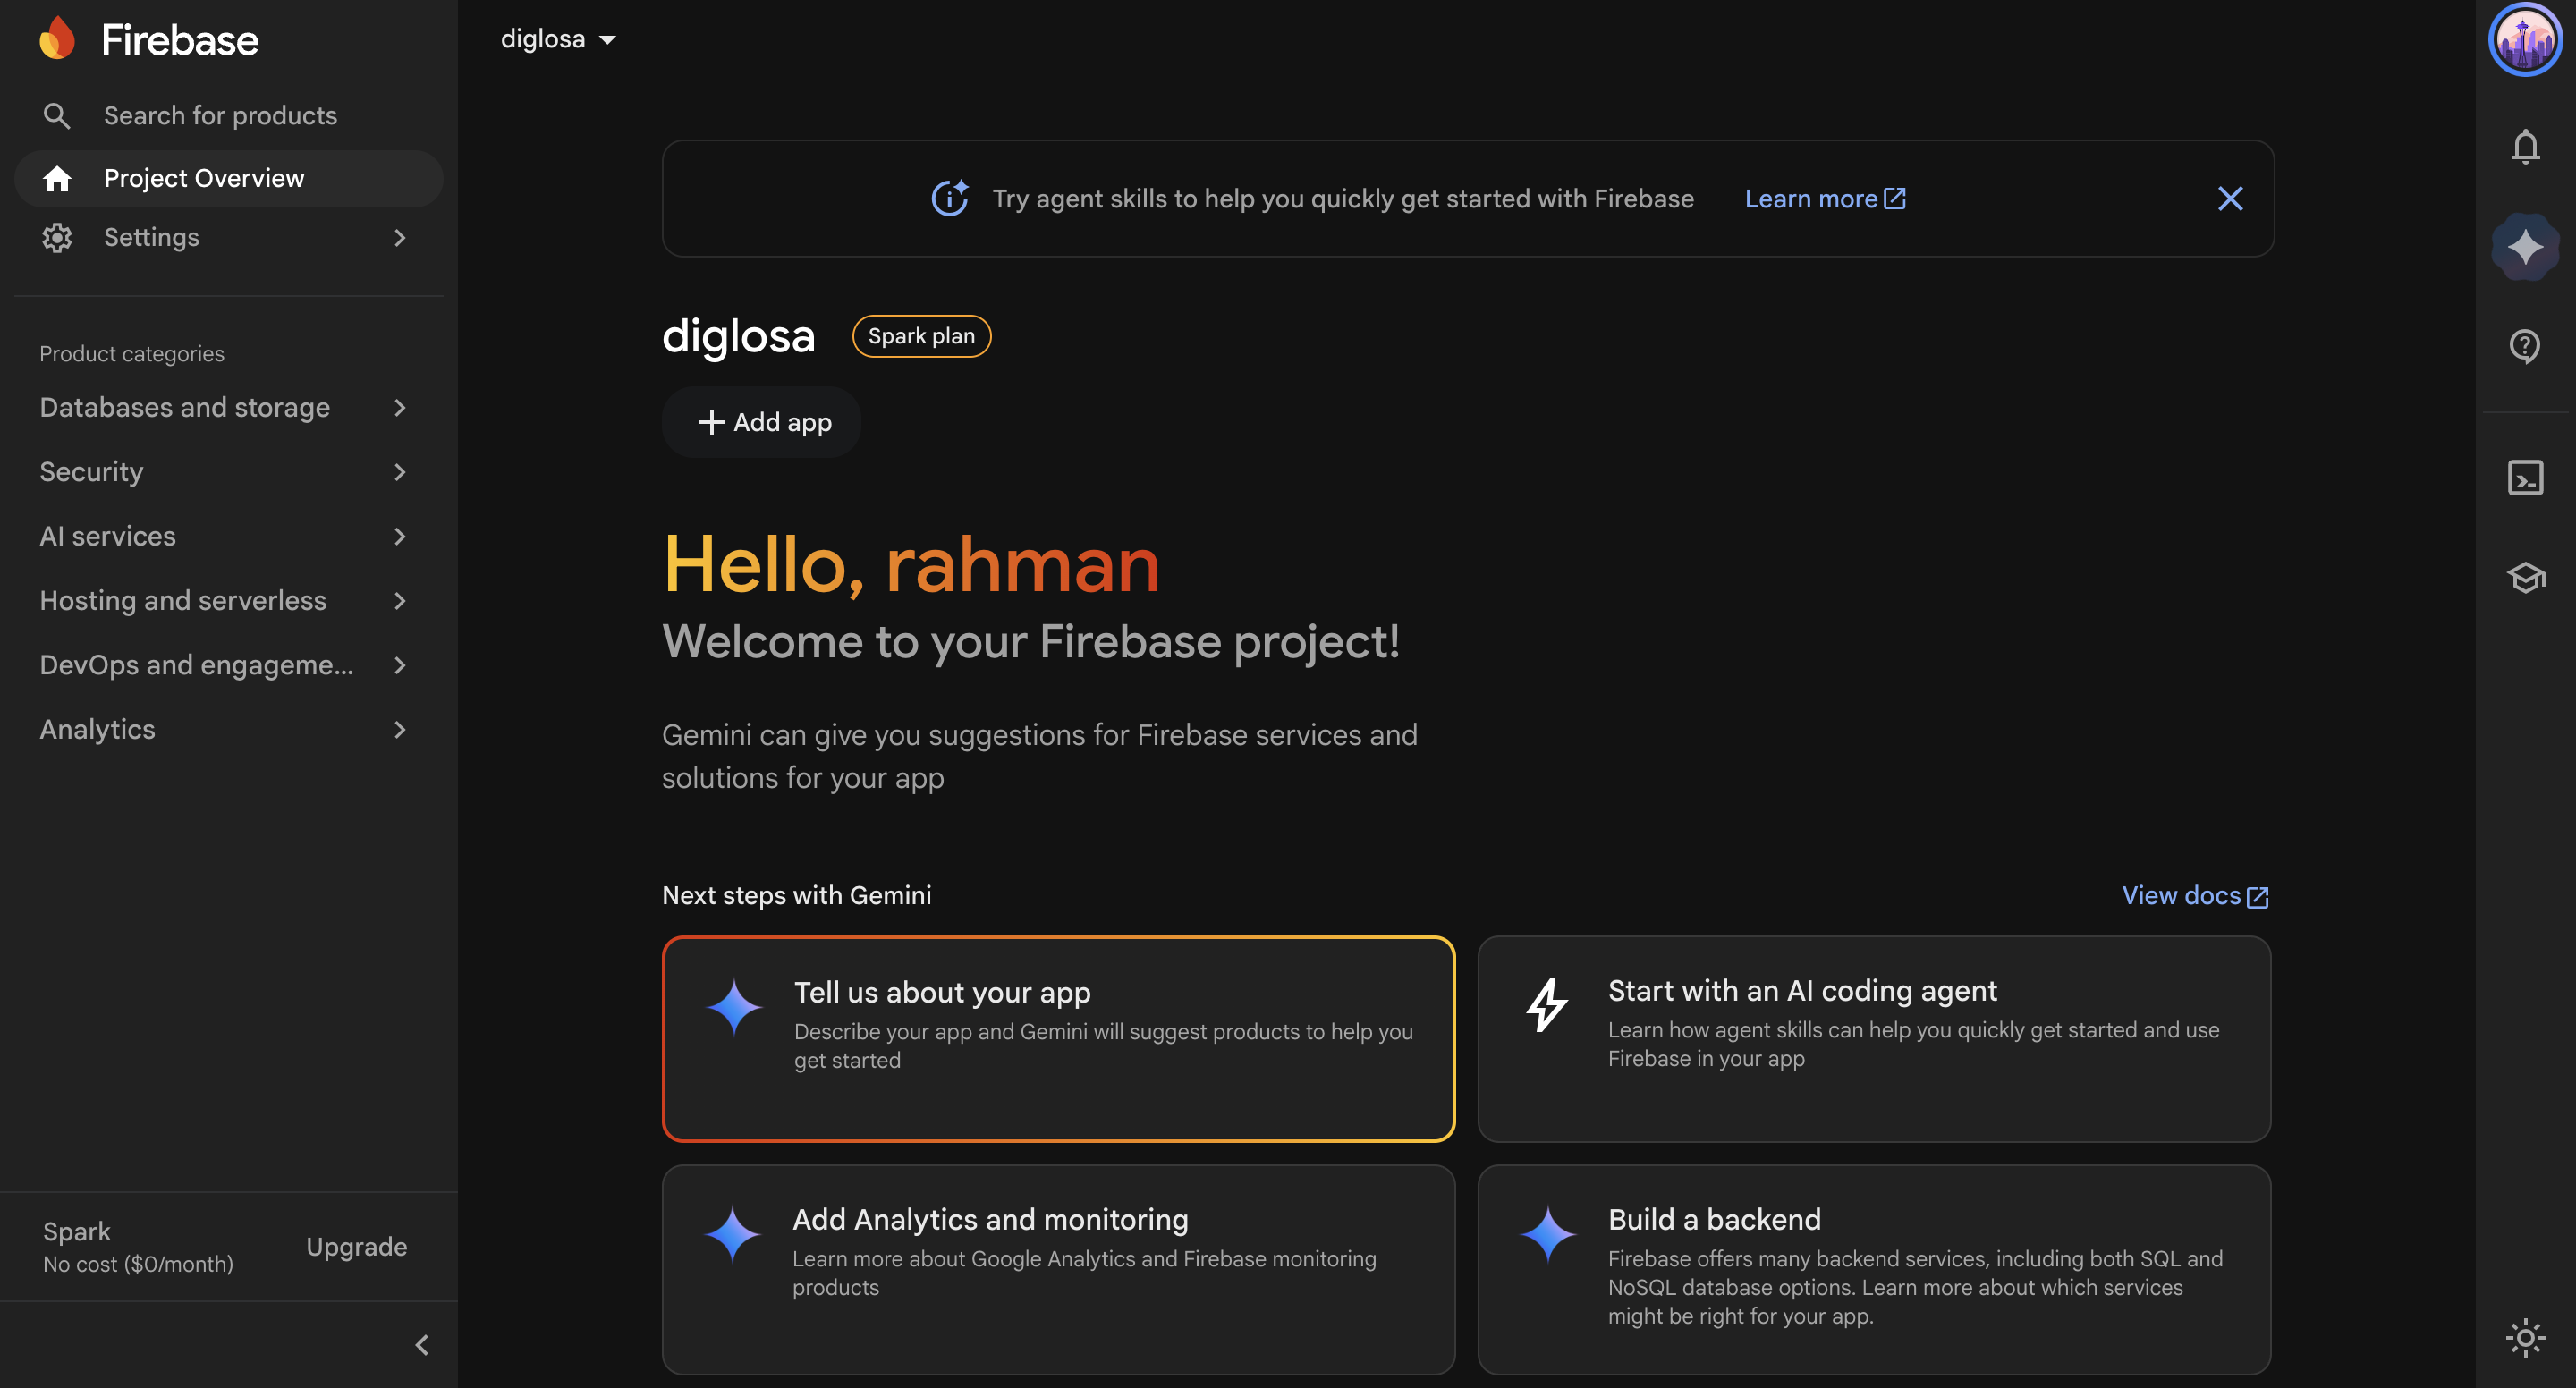 Firebase
Search for products
Project Overview
Settings
Product categories
Databases and storage
Security
AI services
Hosting and serverless
DevOps and engageme...
Analytics
Spark
No cost ($0/month)
Upgrade
diglosa
Try agent skills to help you quickly get started with Firebase
Learn more
diglosa
Spark plan
Add app
Hello, rahman
Welcome to your Firebase project!
Gemini can give you suggestions for Firebase services and
solutions for your app
Next steps with Gemini
View docs
Tell us about your app
Describe your app and Gemini will suggest products to help you
get started
Start with an AI coding agent
Learn how agent skills can help you quickly get started and use
Firebase in your app
Add Analytics and monitoring
Learn more about Google Analytics and Firebase monitoring
products
Build a backend
Firebase offers many backend services, including both SQL and
NoSQL database options. Learn more about which services
might be right for your app.